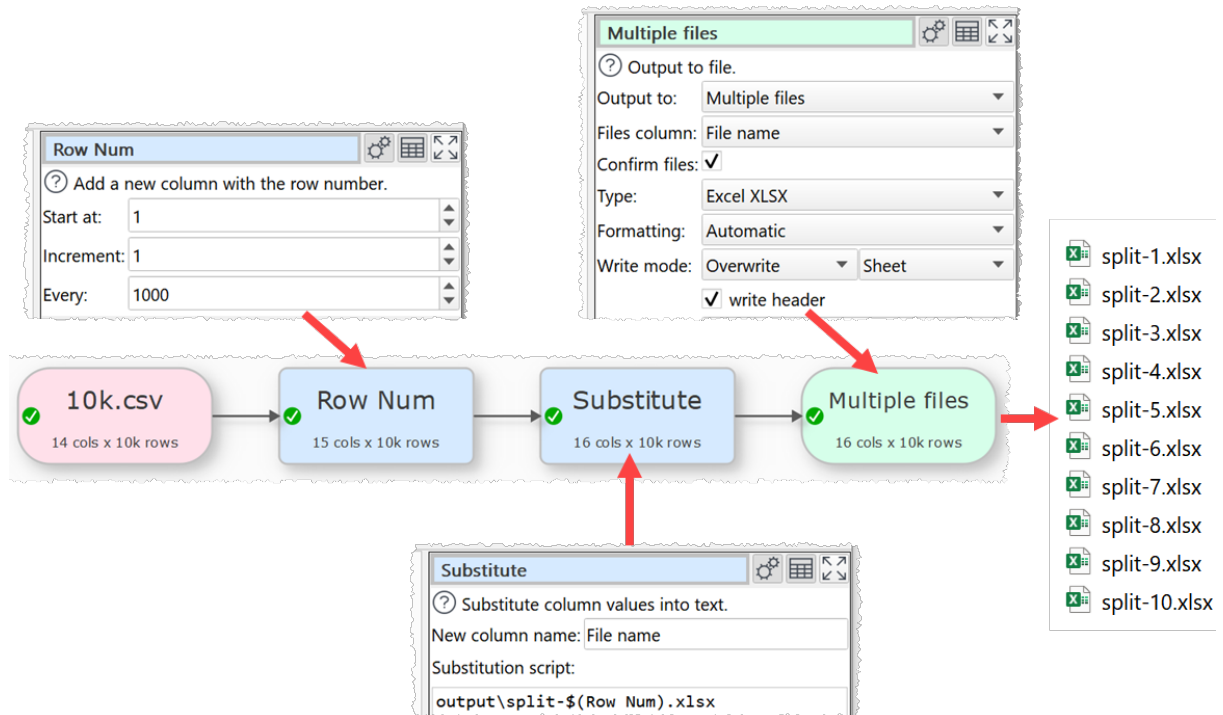 Multiple files
Output to file.
Output to: Multiple files
Files column: File name
Confirm files:
Type: Excel XLSX
Formatting: Automatic
Write mode: Overwrite Sheet
write header
Row Num
Add a new column with the row number.
Start at: 1
Increment: 1
Every: 1000
10k.csv
14 cols x 10k rows
Row Num
15 cols x 10k rows
Substitute
16 cols x 10k rows
Multiple files
16 cols x 10k rows
split-1.xlsx
split-2.xlsx
split-3.xlsx
split-4.xlsx
split-5.xlsx
split-6.xlsx
split-7.xlsx
split-8.xlsx
split-9.xlsx
split-10.xlsx
Substitute
Substitute column values into text.
New column name: File name
Substitution script:
output\split-$(Row Num).xlsx